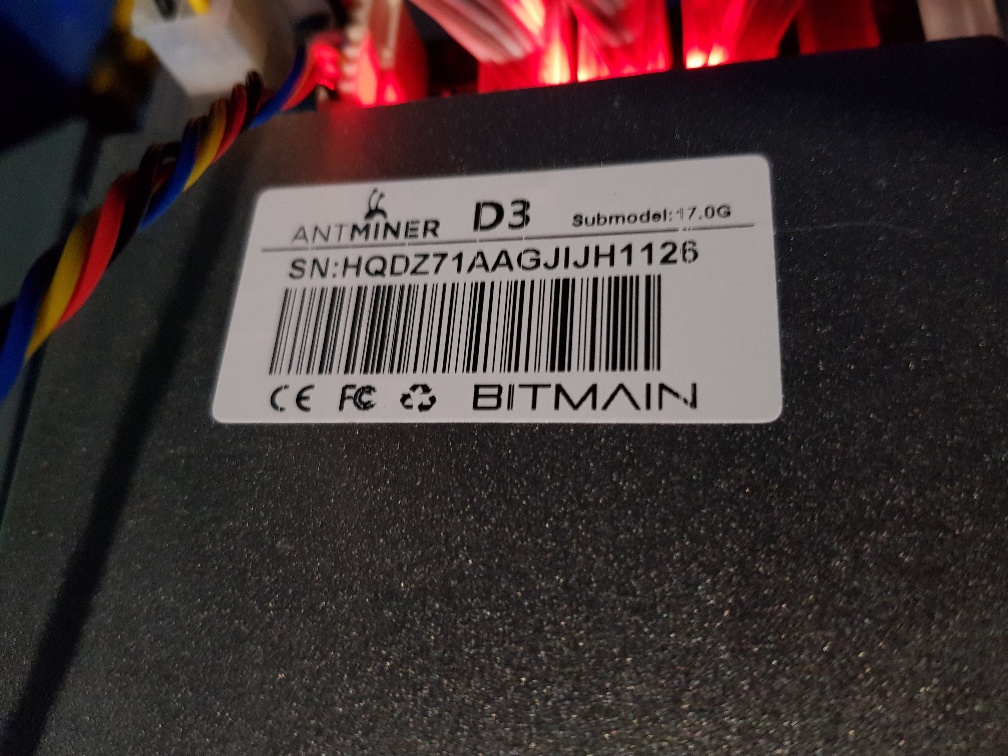 ANTMINER D3 Submodel:17.0G
SN:HQDZ71AAGJIJH1126
CE FC BITMAIN